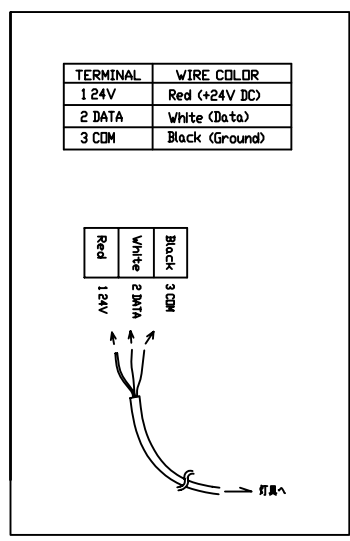 TERMINAL WIRE COLOR
1 24V Red (+24V DC)
2 DATA White (Data)
3 COM Black (Ground)
Red White Black
1 24V 2 DATA 3 COM
灯具へ